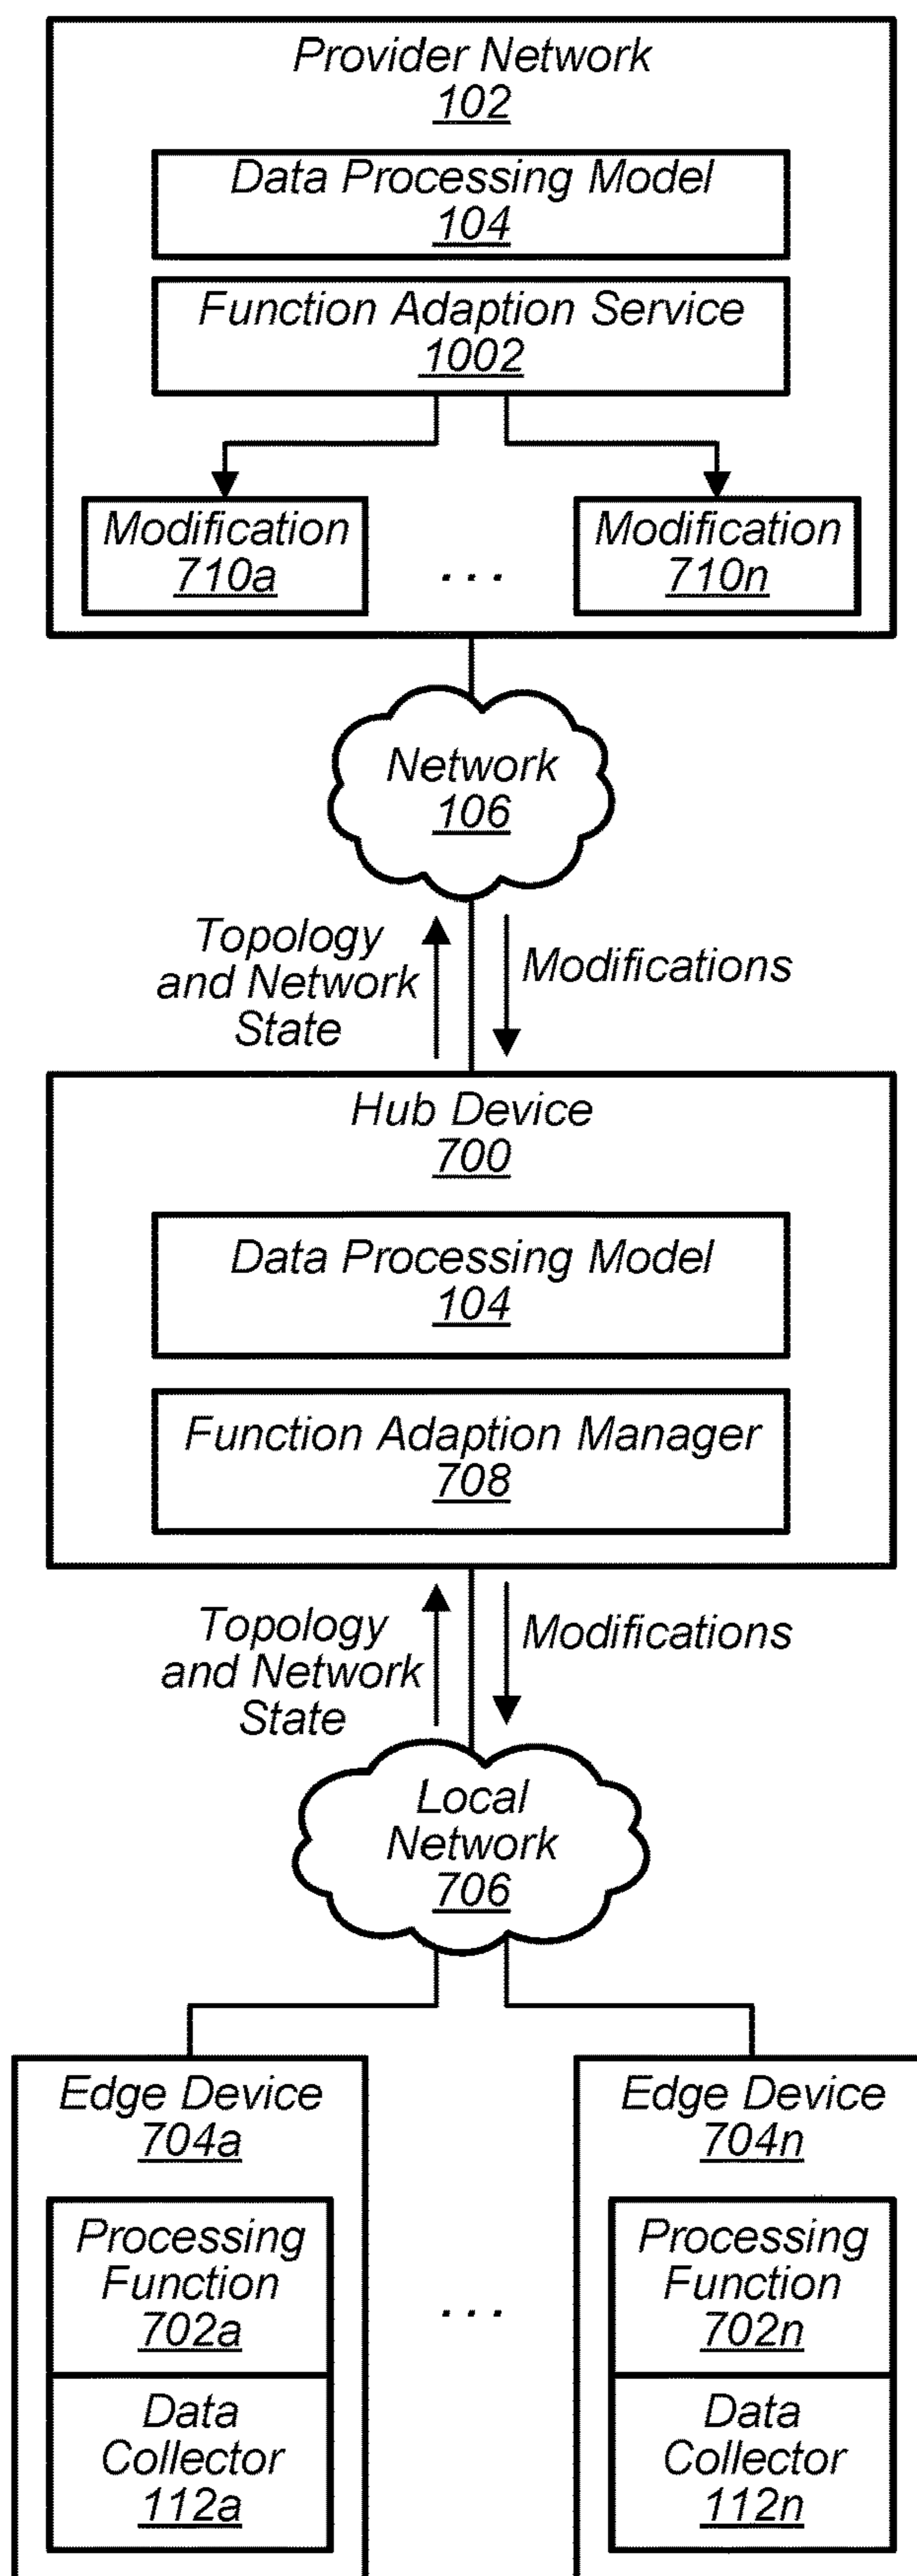 Provider Network
102
Data Processing Model
104
Function Adaption Service
1002
Modification
710a
...
Modification
710n
Network
106
Topology
and Network
State
Modifications
Hub Device
700
Data Processing Model
104
Function Adaption Manager
708
Topology
and Network
State
Modifications
Local
Network
706
Edge Device
704a
Processing
Function
702a
Data
Collector
112a
...
Edge Device
704n
Processing
Function
702n
Data
Collector
112n